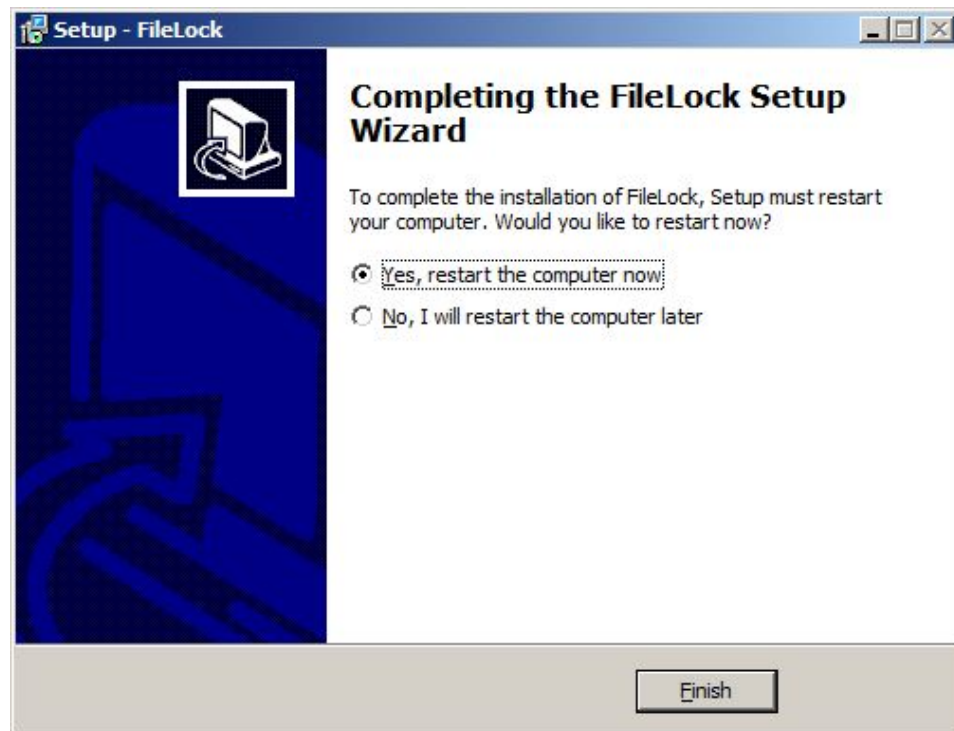 Setup - FileLock
Completing the FileLock Setup
Wizard
To complete the installation of FileLock, Setup must restart
your computer. Would you like to restart now?
Yes, restart the computer now
No, I will restart the computer later
Finish